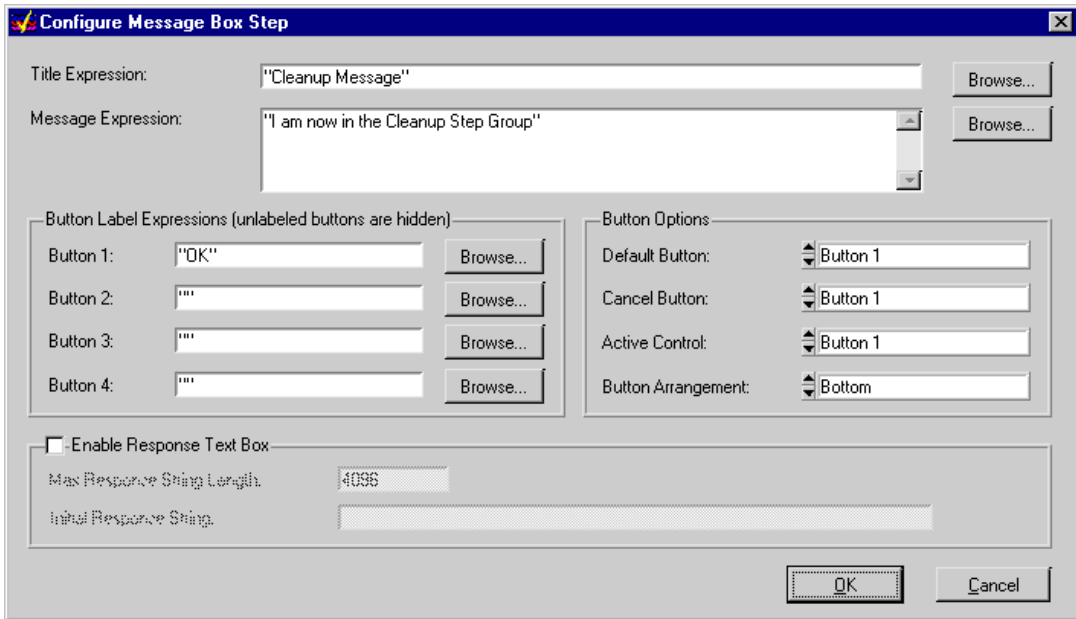 Configure Message Box Step
Title Expression: "Cleanup Message" Browse...
Message Expression: "I am now in the Cleanup Step Group" Browse...
Button Label Expressions (unlabeled buttons are hidden)
Button 1: "OK" Browse...
Button 2: "" Browse...
Button 3: "" Browse...
Button 4: "" Browse...
Button Options
Default Button: Button 1
Cancel Button: Button 1
Active Control: Button 1
Button Arrangement: Bottom
Enable Response Text Box
Max Response String Length: 4096
Initial Response String:
OK Cancel